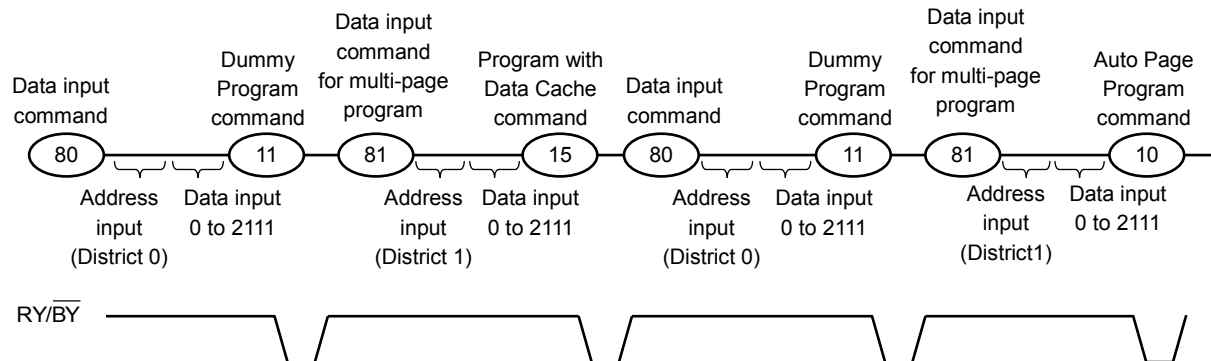 Data input
command
Dummy
Program
command
Data input
command
for multi-page
program
Program with
Data Cache
command
Data input
command
Dummy
Program
command
Data input
command
for multi-page
program
Auto Page
Program
command
80
11
81
15
80
11
81
10
Address
input
(District 0)
Data input
0 to 2111
Address
input
(District 1)
Data input
0 to 2111
Address
input
(District 0)
Data input
0 to 2111
Address
input
(District1)
Data input
0 to 2111
RY/B̅Y̅